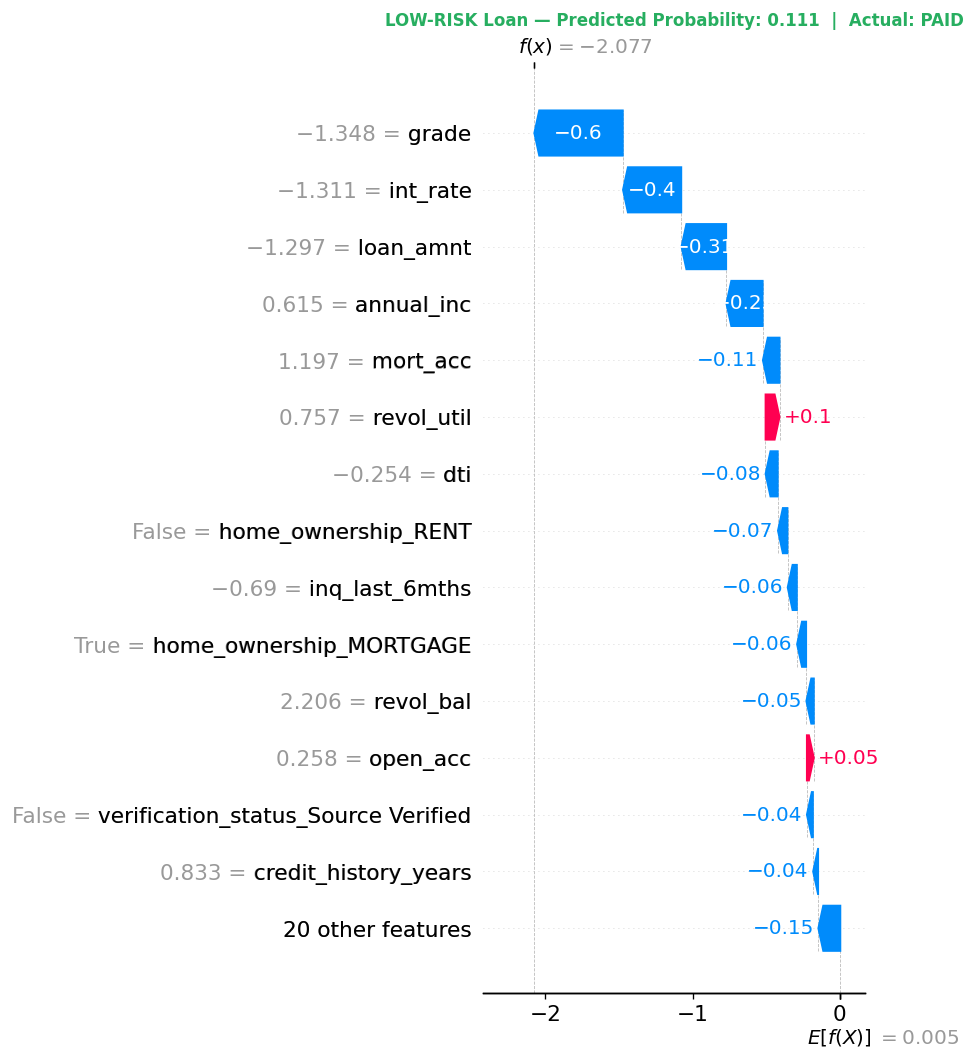 LOW-RISK Loan — Predicted Probability: 0.111 | Actual: PAID
f(x) = −2.077
−1.348 = grade −0.6
−1.311 = int_rate −0.4
−1.297 = loan_amnt −0.31
0.615 = annual_inc
1.197 = mort_acc −0.11
0.757 = revol_util +0.1
−0.254 = dti −0.08
False = home_ownership_RENT −0.07
−0.69 = inq_last_6mths −0.06
True = home_ownership_MORTGAGE −0.06
2.206 = revol_bal −0.05
0.258 = open_acc +0.05
False = verification_status_Source Verified −0.04
0.833 = credit_history_years −0.04
20 other features −0.15
−2 −1 0
E[f(X)] = 0.005